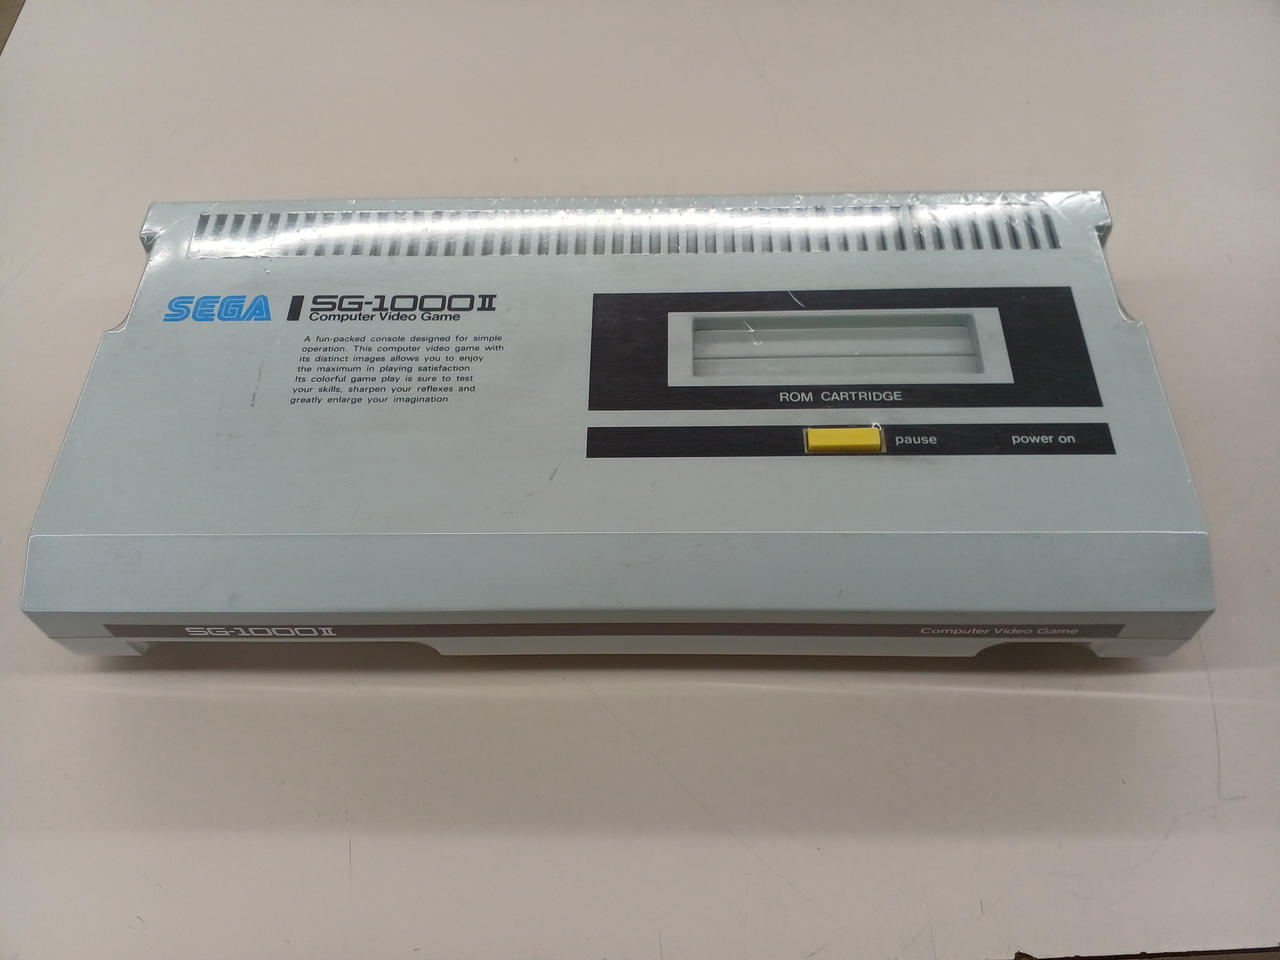 SEGA SG-1000II
Computer Video Game
A fun-packed console designed for simple
operation. This computer video game with
its distinct images allows you to enjoy
the maximum in playing satisfaction.
Its colorful game play is sure to test
your skills, sharpen your reflexes and
greatly enlarge your imagination.
ROM CARTRIDGE
pause power on
SG-1000II Computer Video Game